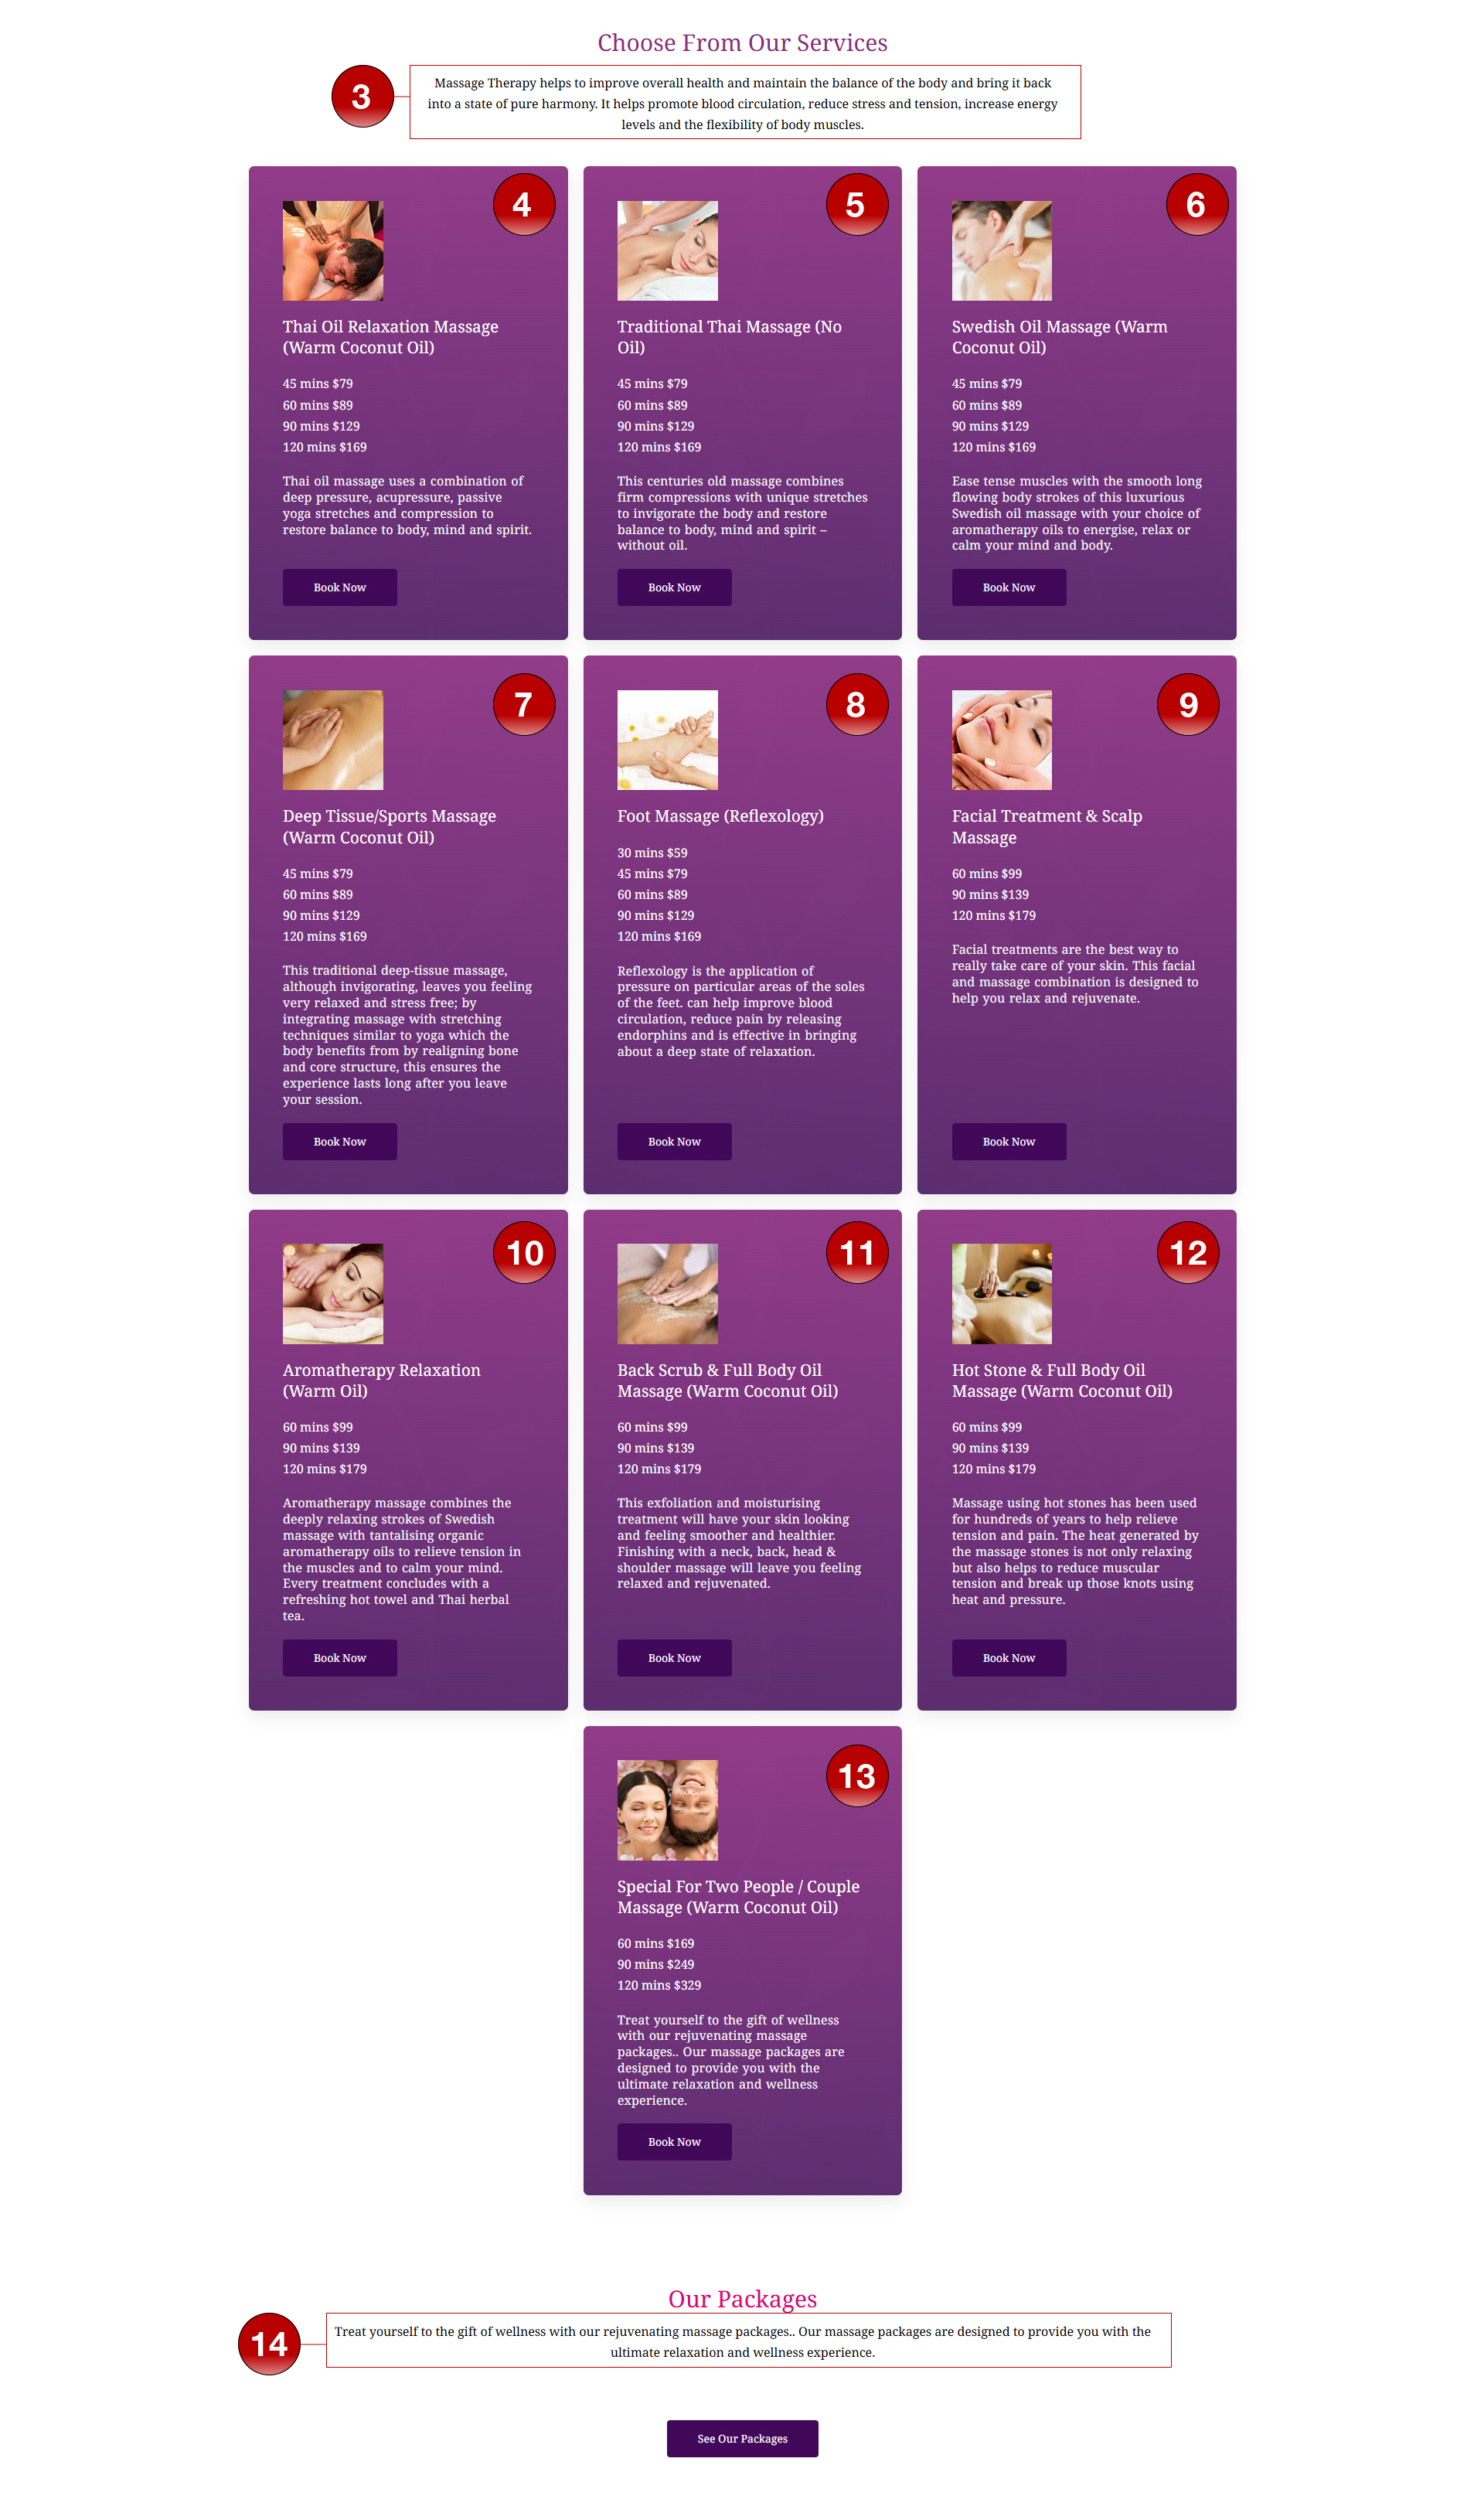 Choose From Our Services
3
Massage Therapy helps to improve overall health and maintain the balance of the body and bring it back
into a state of pure harmony. It helps promote blood circulation, reduce stress and tension, increase energy
levels and the flexibility of body muscles.
4
Thai Oil Relaxation Massage
(Warm Coconut Oil)
45 mins $79
60 mins $89
90 mins $129
120 mins $169
Thai oil massage uses a combination of
deep pressure, acupressure, passive
yoga stretches and compression to
restore balance to body, mind and spirit.
Book Now
5
Traditional Thai Massage (No
Oil)
45 mins $79
60 mins $89
90 mins $129
120 mins $169
This centuries old massage combines
firm compressions with unique stretches
to invigorate the body and restore
balance to body, mind and spirit –
without oil.
Book Now
6
Swedish Oil Massage (Warm
Coconut Oil)
45 mins $79
60 mins $89
90 mins $129
120 mins $169
Ease tense muscles with the smooth long
flowing body strokes of this luxurious
Swedish oil massage with your choice of
aromatherapy oils to energise, relax or
calm your mind and body.
Book Now
7
Deep Tissue/Sports Massage
(Warm Coconut Oil)
45 mins $79
60 mins $89
90 mins $129
120 mins $169
This traditional deep-tissue massage,
although invigorating, leaves you feeling
very relaxed and stress free; by
integrating massage with stretching
techniques similar to yoga which the
body benefits from by realigning bone
and core structure, this ensures the
experience lasts long after you leave
your session.
Book Now
8
Foot Massage (Reflexology)
30 mins $59
45 mins $79
60 mins $89
90 mins $129
120 mins $169
Reflexology is the application of
pressure on particular areas of the soles
of the feet. can help improve blood
circulation, reduce pain by releasing
endorphins and is effective in bringing
about a deep state of relaxation.
Book Now
9
Facial Treatment & Scalp
Massage
60 mins $99
90 mins $139
120 mins $179
Facial treatments are the best way to
really take care of your skin. This facial
and massage combination is designed to
help you relax and rejuvenate.
Book Now
10
Aromatherapy Relaxation
(Warm Oil)
60 mins $99
90 mins $139
120 mins $179
Aromatherapy massage combines the
deeply relaxing strokes of Swedish
massage with tantalising organic
aromatherapy oils to relieve tension in
the muscles and to calm your mind.
Every treatment concludes with a
refreshing hot towel and Thai herbal
tea.
Book Now
11
Back Scrub & Full Body Oil
Massage (Warm Coconut Oil)
60 mins $99
90 mins $139
120 mins $179
This exfoliation and moisturising
treatment will have your skin looking
and feeling smoother and healthier.
Finishing with a neck, back, head &
shoulder massage will leave you feeling
relaxed and rejuvenated.
Book Now
12
Hot Stone & Full Body Oil
Massage (Warm Coconut Oil)
60 mins $99
90 mins $139
120 mins $179
Massage using hot stones has been used
for hundreds of years to help relieve
tension and pain. The heat generated by
the massage stones is not only relaxing
but also helps to reduce muscular
tension and break up those knots using
heat and pressure.
Book Now
13
Special For Two People / Couple
Massage (Warm Coconut Oil)
60 mins $169
90 mins $249
120 mins $329
Treat yourself to the gift of wellness
with our rejuvenating massage
packages.. Our massage packages are
designed to provide you with the
ultimate relaxation and wellness
experience.
Book Now
Our Packages
14
Treat yourself to the gift of wellness with our rejuvenating massage packages.. Our massage packages are designed to provide you with the
ultimate relaxation and wellness experience.
See Our Packages